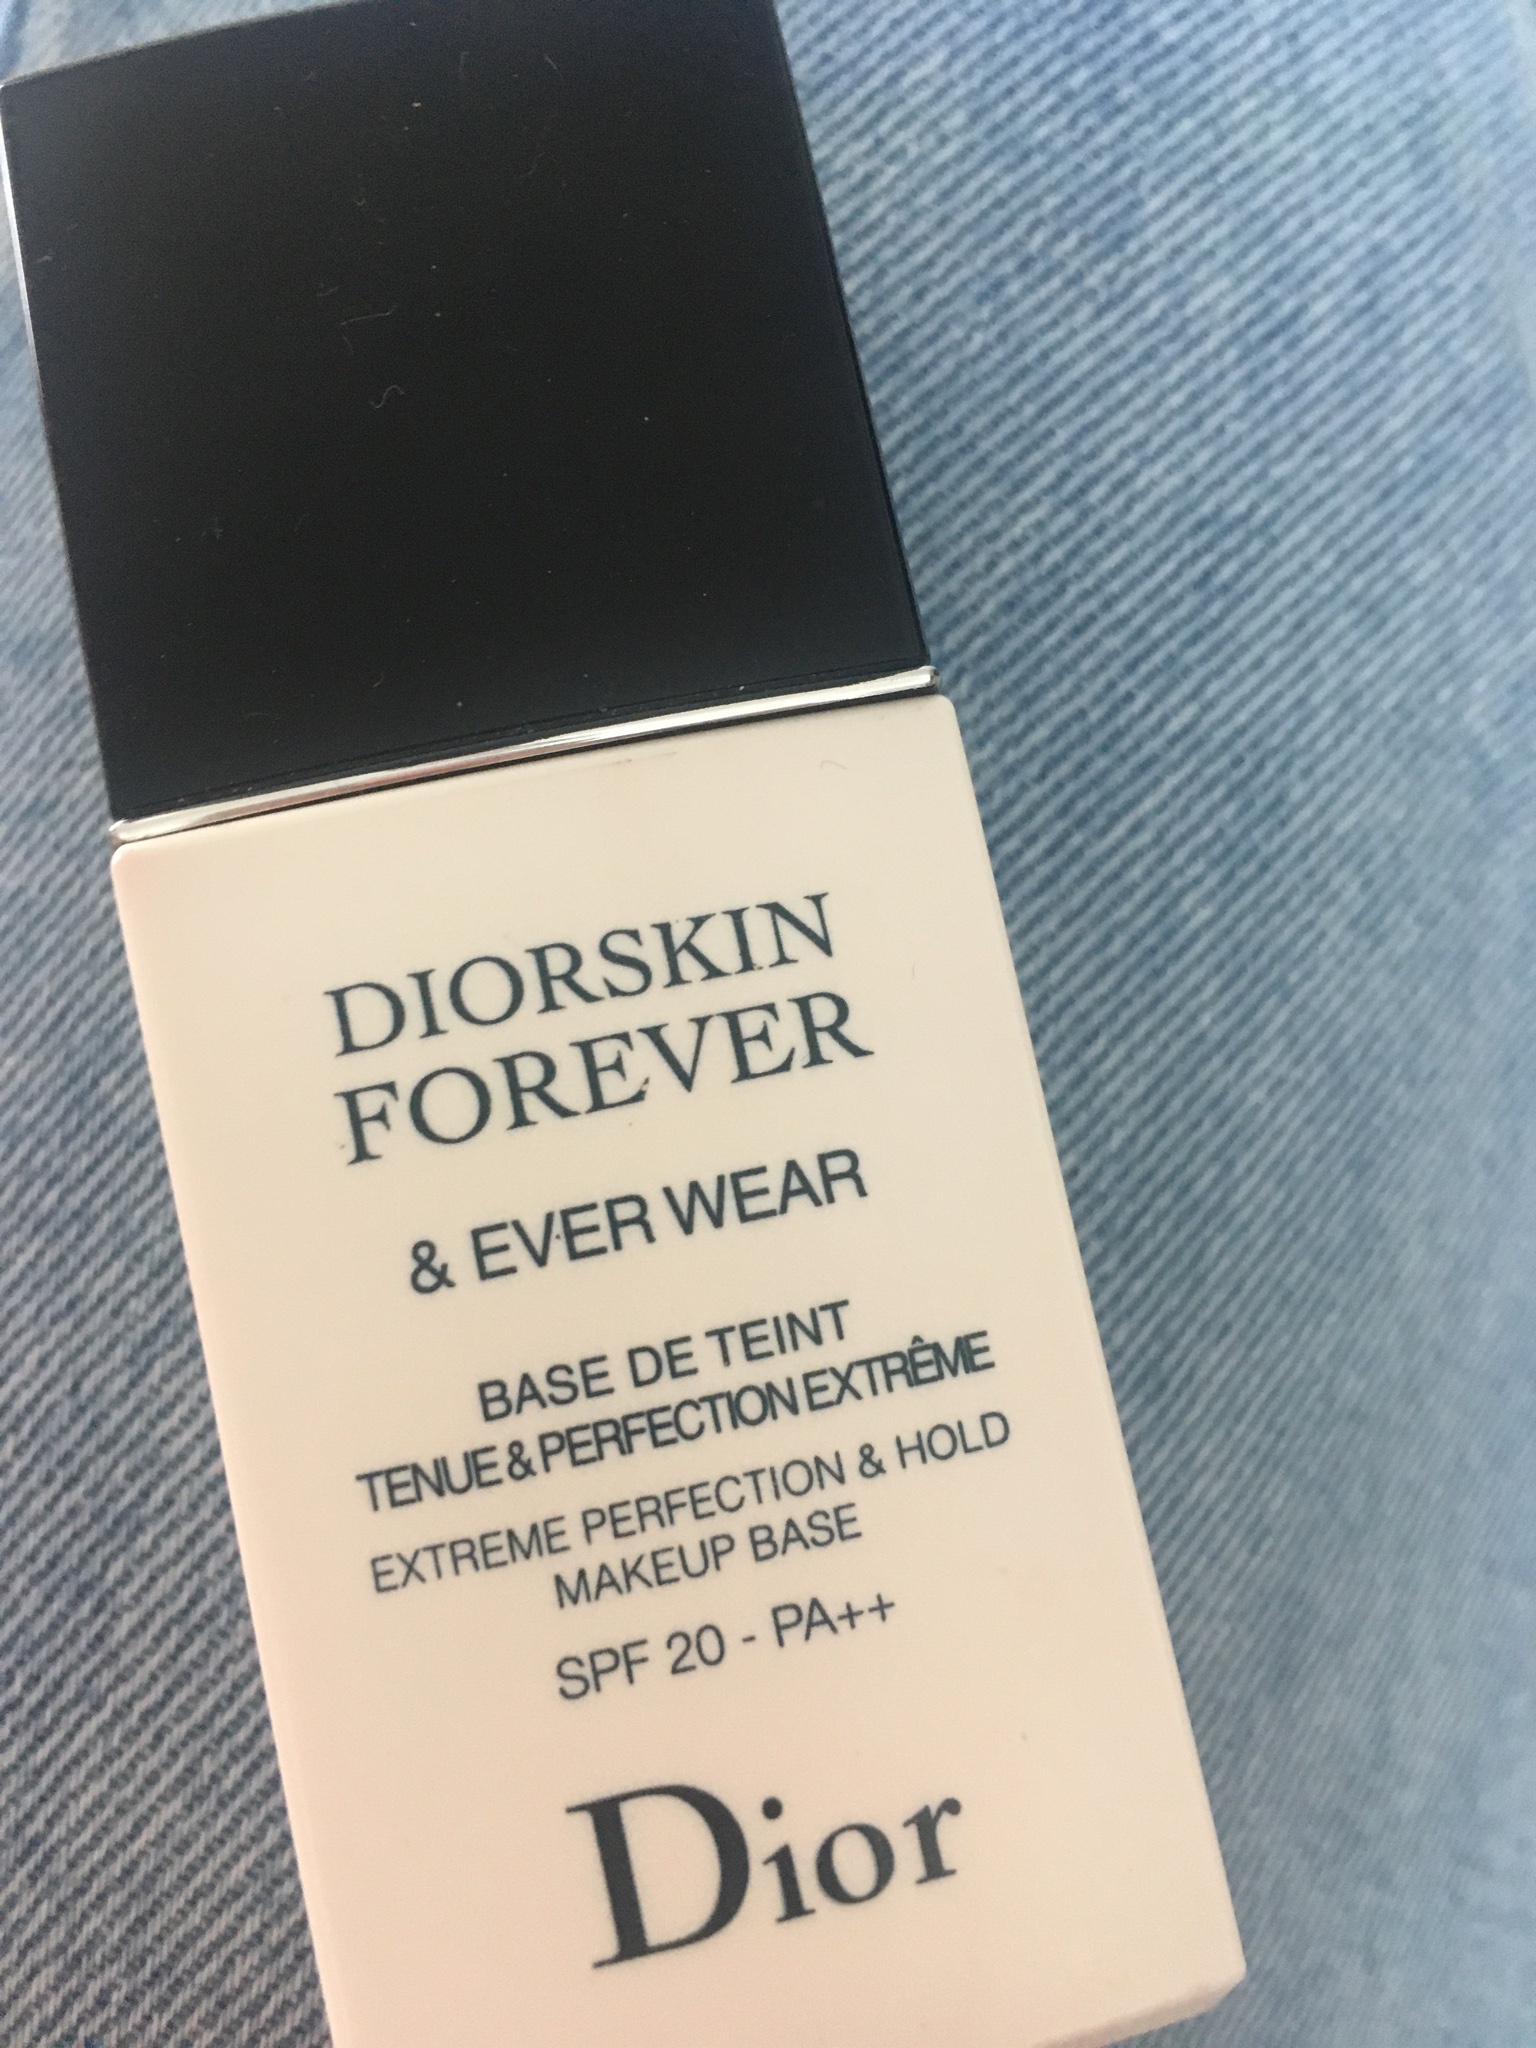 DIORSKIN
FOREVER
& EVER WEAR
BASE DE TEINT
TENUE & PERFECTION EXTRÊME
EXTREME PERFECTION & HOLD
MAKEUP BASE
SPF 20 - PA++
Dior